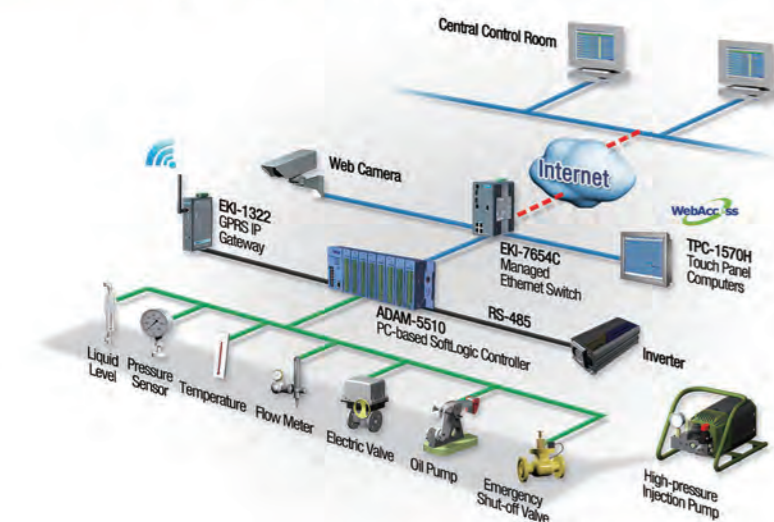 Central Control Room
Internet
Web Camera
EKI-1322
GPRS IP
Gateway
WebAccess
EKI-7654C
Managed
Ethernet Switch
TPC-1570H
Touch Panel
Computers
ADAM-5510
PC-based SoftLogic Controller
RS-485
Inverter
Liquid
Level
Pressure
Sensor
Temperature
Flow Meter
Electric Valve
Oil Pump
Emergency
Shut-off Valve
High-pressure
Injection Pump